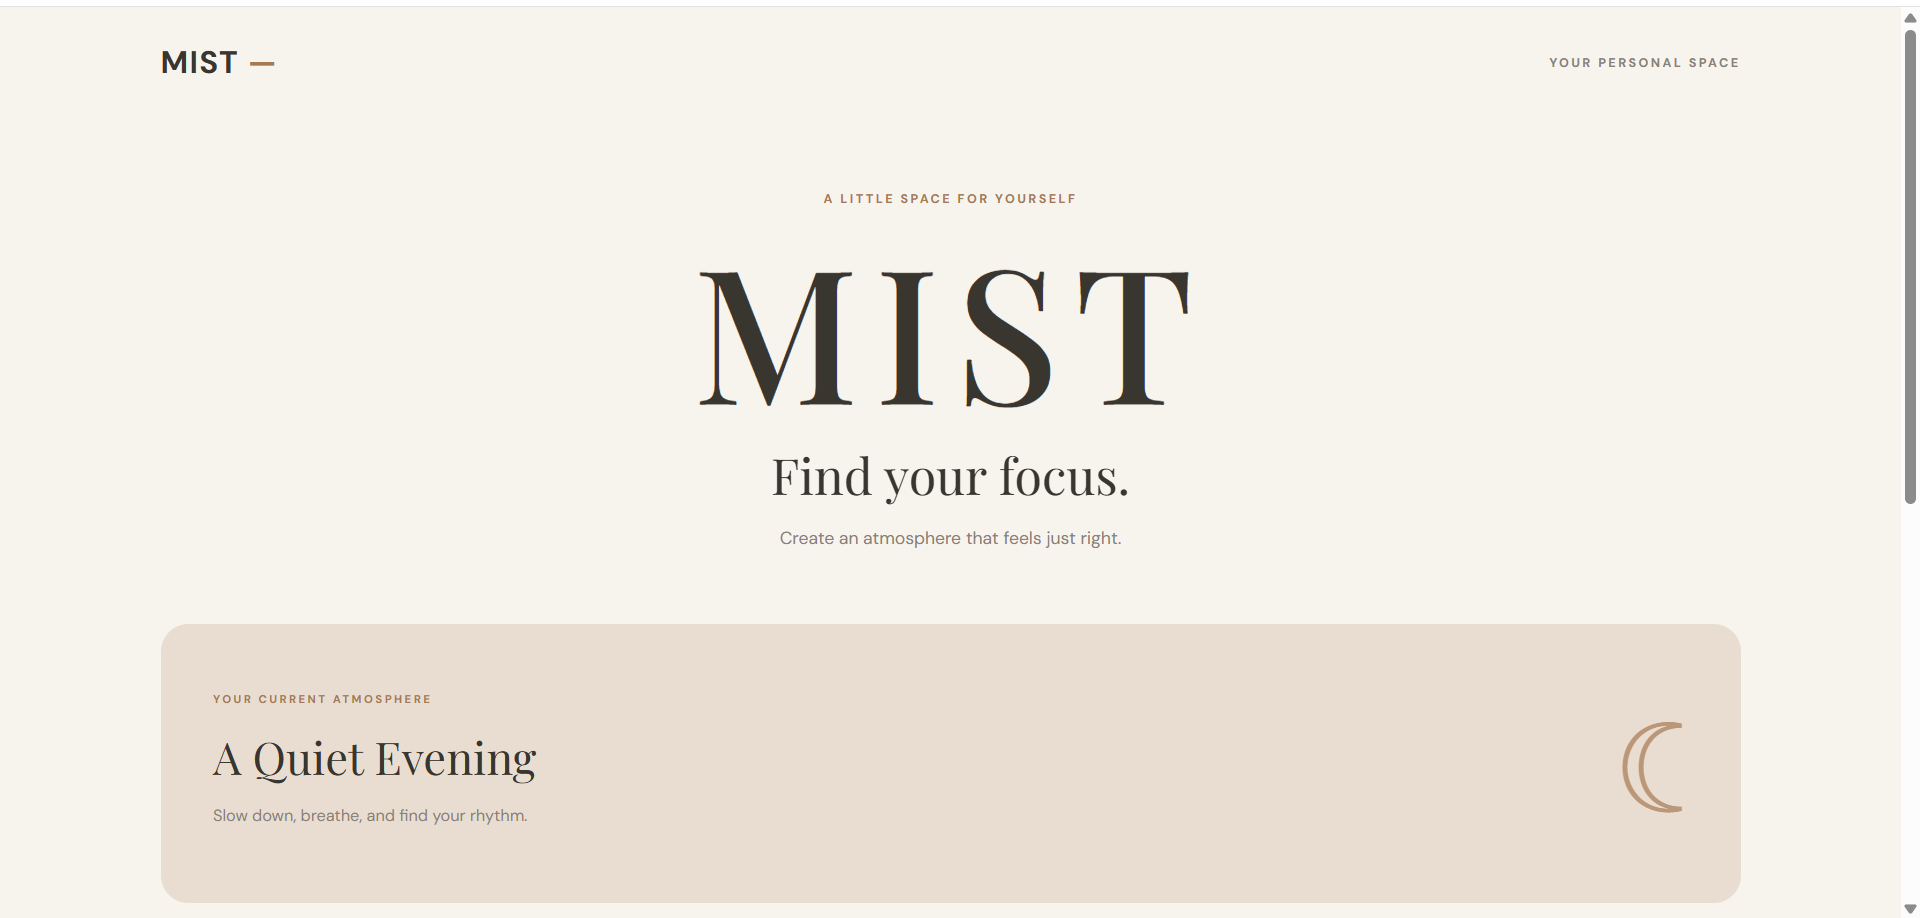 MIST —
YOUR PERSONAL SPACE
A LITTLE SPACE FOR YOURSELF
MIST
Find your focus.
Create an atmosphere that feels just right.
YOUR CURRENT ATMOSPHERE
A Quiet Evening
Slow down, breathe, and find your rhythm.